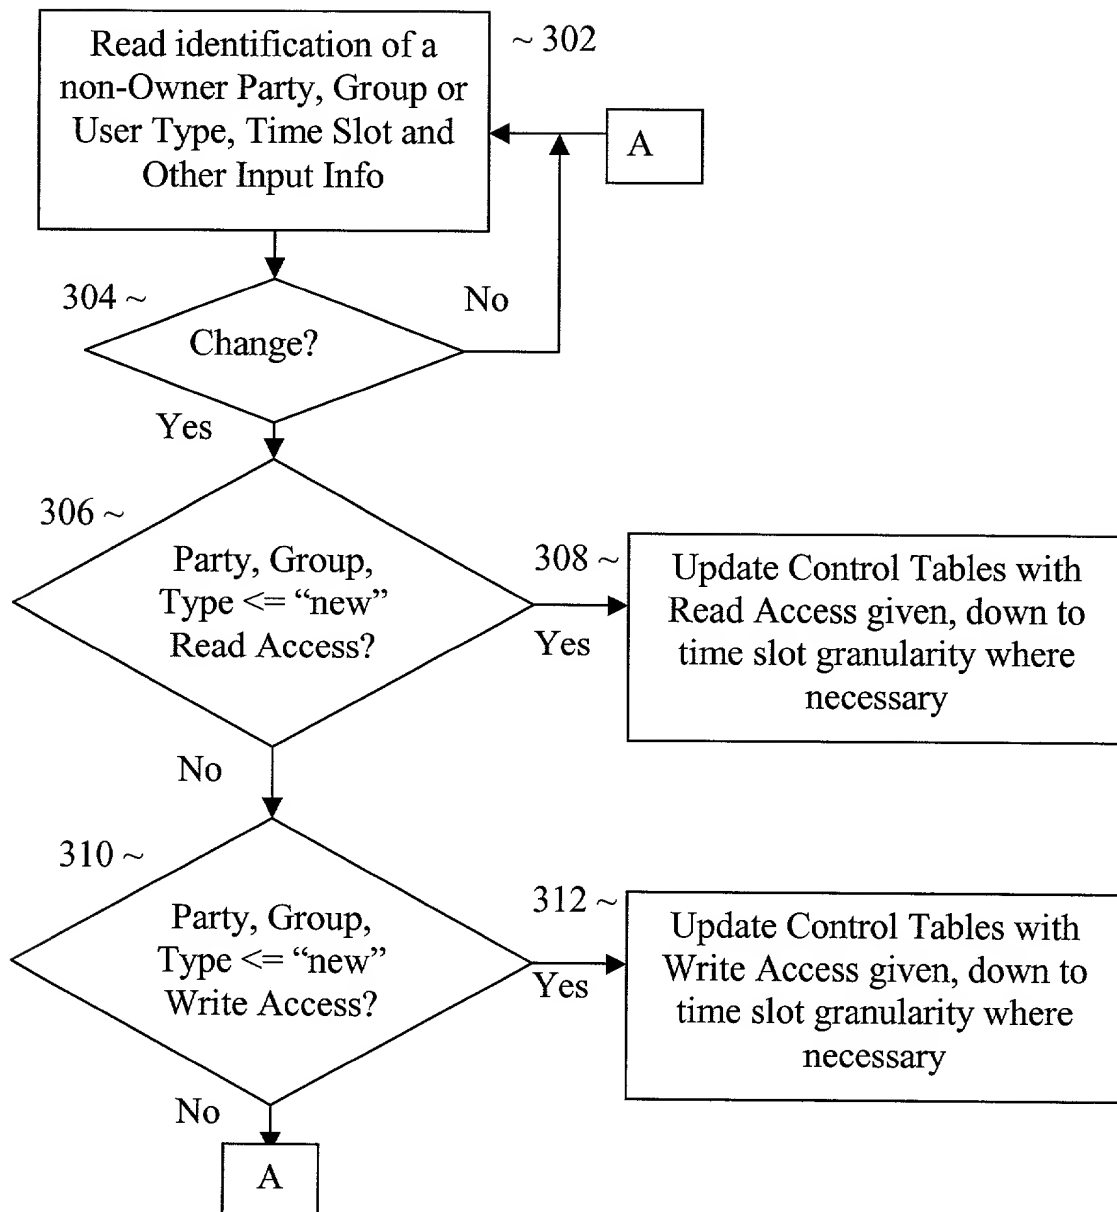 Read identification of a
non-Owner Party, Group or
User Type, Time Slot and
Other Input Info
~ 302
A
304 ~
Change?
No
Yes
306 ~
Party, Group,
Type <= “new”
Read Access?
Yes
308 ~
Update Control Tables with
Read Access given, down to
time slot granularity where
necessary
No
310 ~
Party, Group,
Type <= “new”
Write Access?
Yes
312 ~
Update Control Tables with
Write Access given, down to
time slot granularity where
necessary
No
A